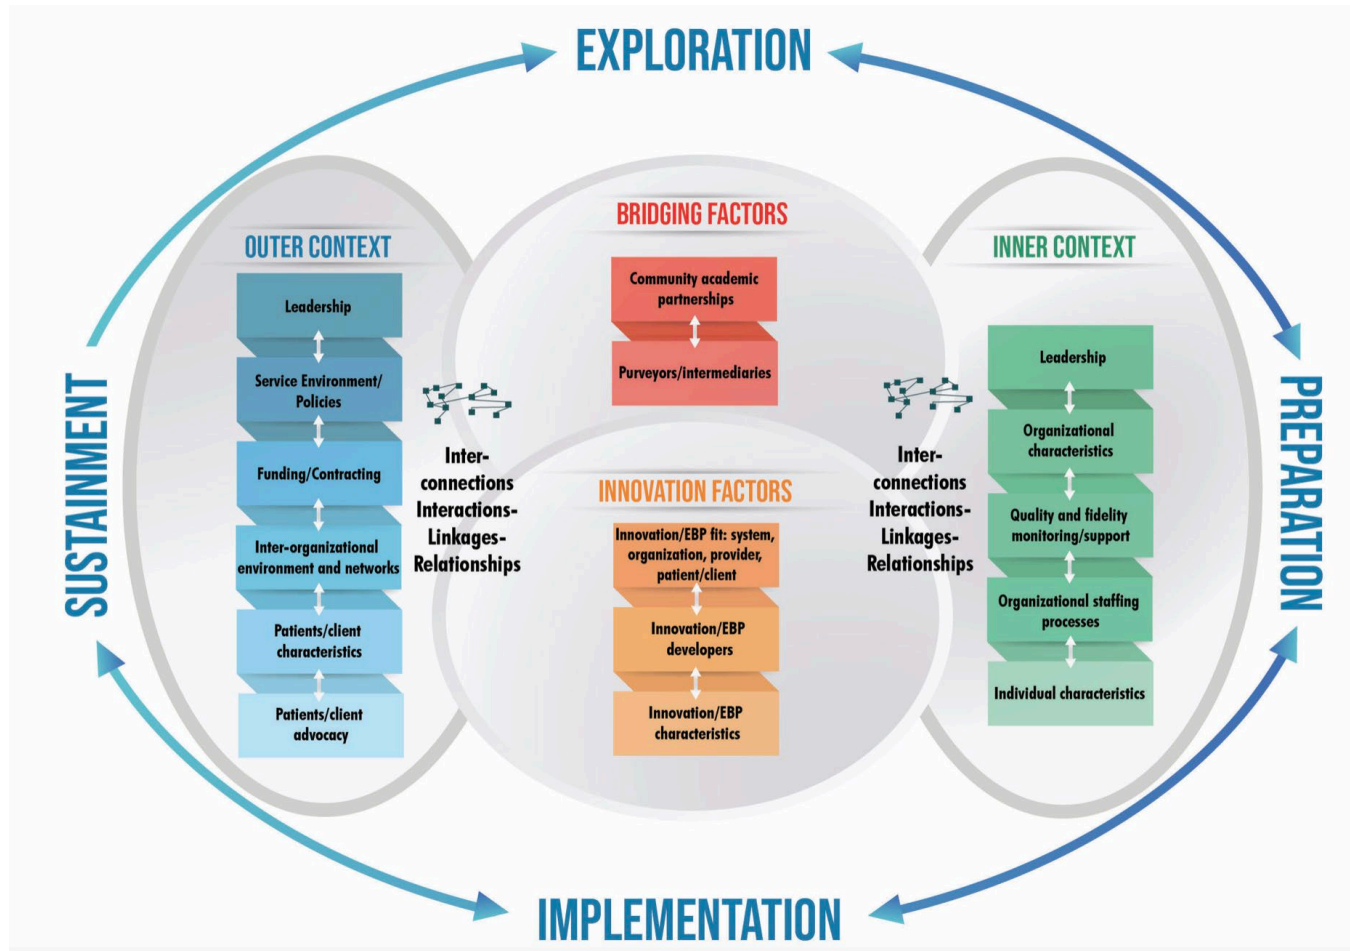 EXPLORATION
SUSTAINMENT
OUTER CONTEXT
Leadership
Service Environment/
Policies
Funding/Contracting
Inter-organizational
environment and networks
Patients/client
characteristics
Patients/client
advocacy
Inter-
connections
Interactions-
Linkages-
Relationships
BRIDGING FACTORS
Community academic
partnerships
Purveyors/intermediaries
INNOVATION FACTORS
Innovation/EBP fit: system,
organization, provider,
patient/client
Innovation/EBP
developers
Innovation/EBP
characteristics
Inter-
connections
Interactions-
Linkages-
Relationships
INNER CONTEXT
Leadership
Organizational
characteristics
Quality and fidelity
monitoring/support
Organizational staffing
processes
Individual characteristics
PREPARATION
IMPLEMENTATION